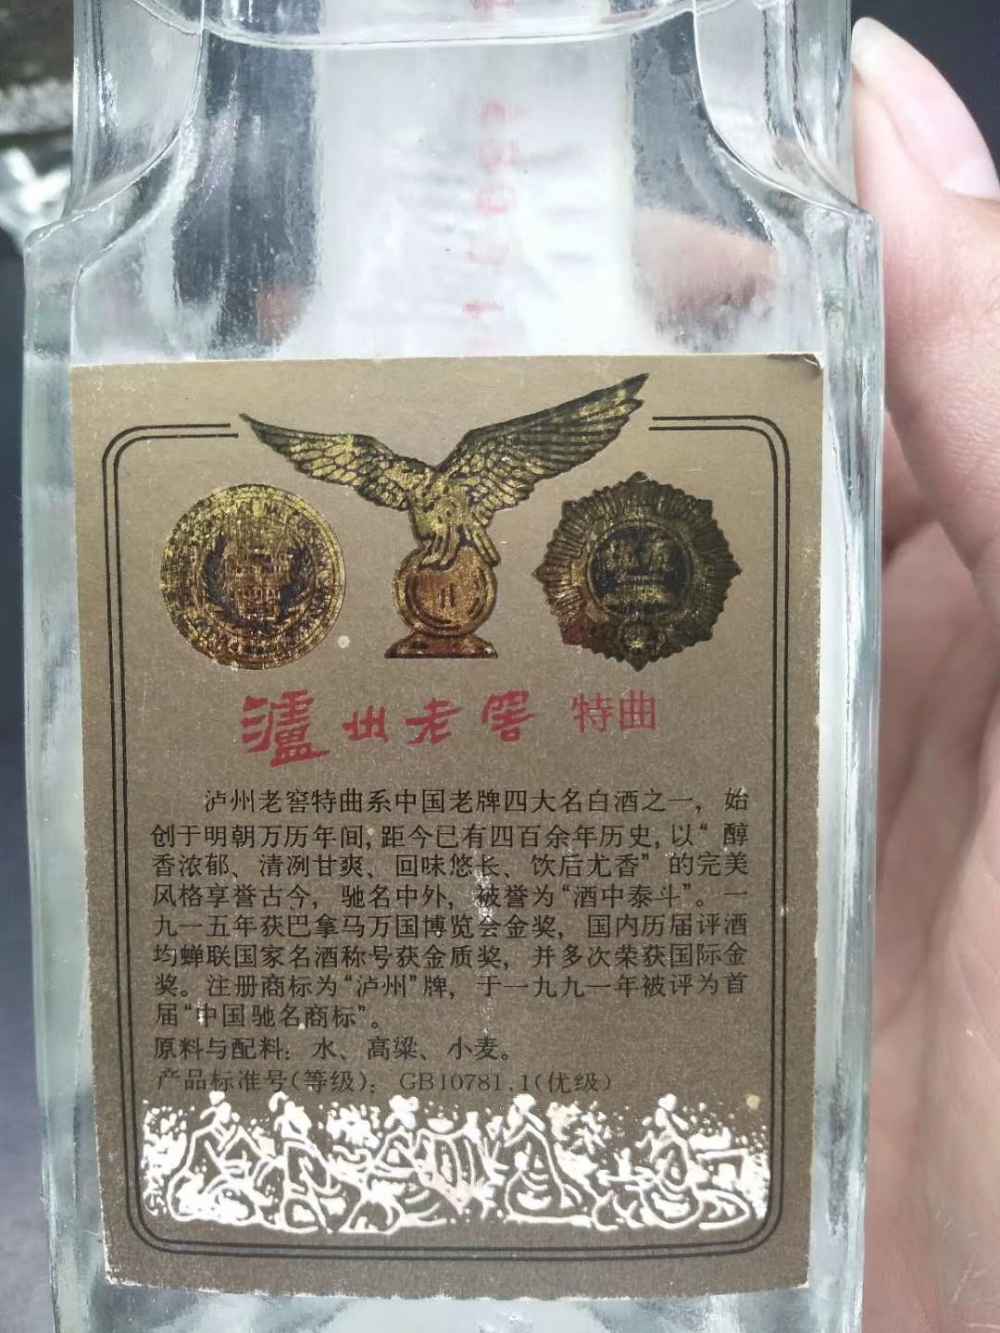 泸州老窖 特曲
泸州老窖特曲系中国老牌四大名白酒之一，始
创于明朝万历年间，距今已有四百余年历史，以“醇
香浓郁、清洌甘爽、回味悠长、饮后尤香”的完美
风格享誉古今，驰名中外，被誉为“酒中泰斗”。一
九一五年获巴拿马万国博览会金奖，国内历届评酒
均蝉联国家名酒称号获金质奖，并多次荣获国际金
奖。注册商标为“泸州”牌，于一九九一年被评为首
届“中国驰名商标”。
原料与配料：水、高粱、小麦。
产品标准号(等级)：GB10781.1(优级)